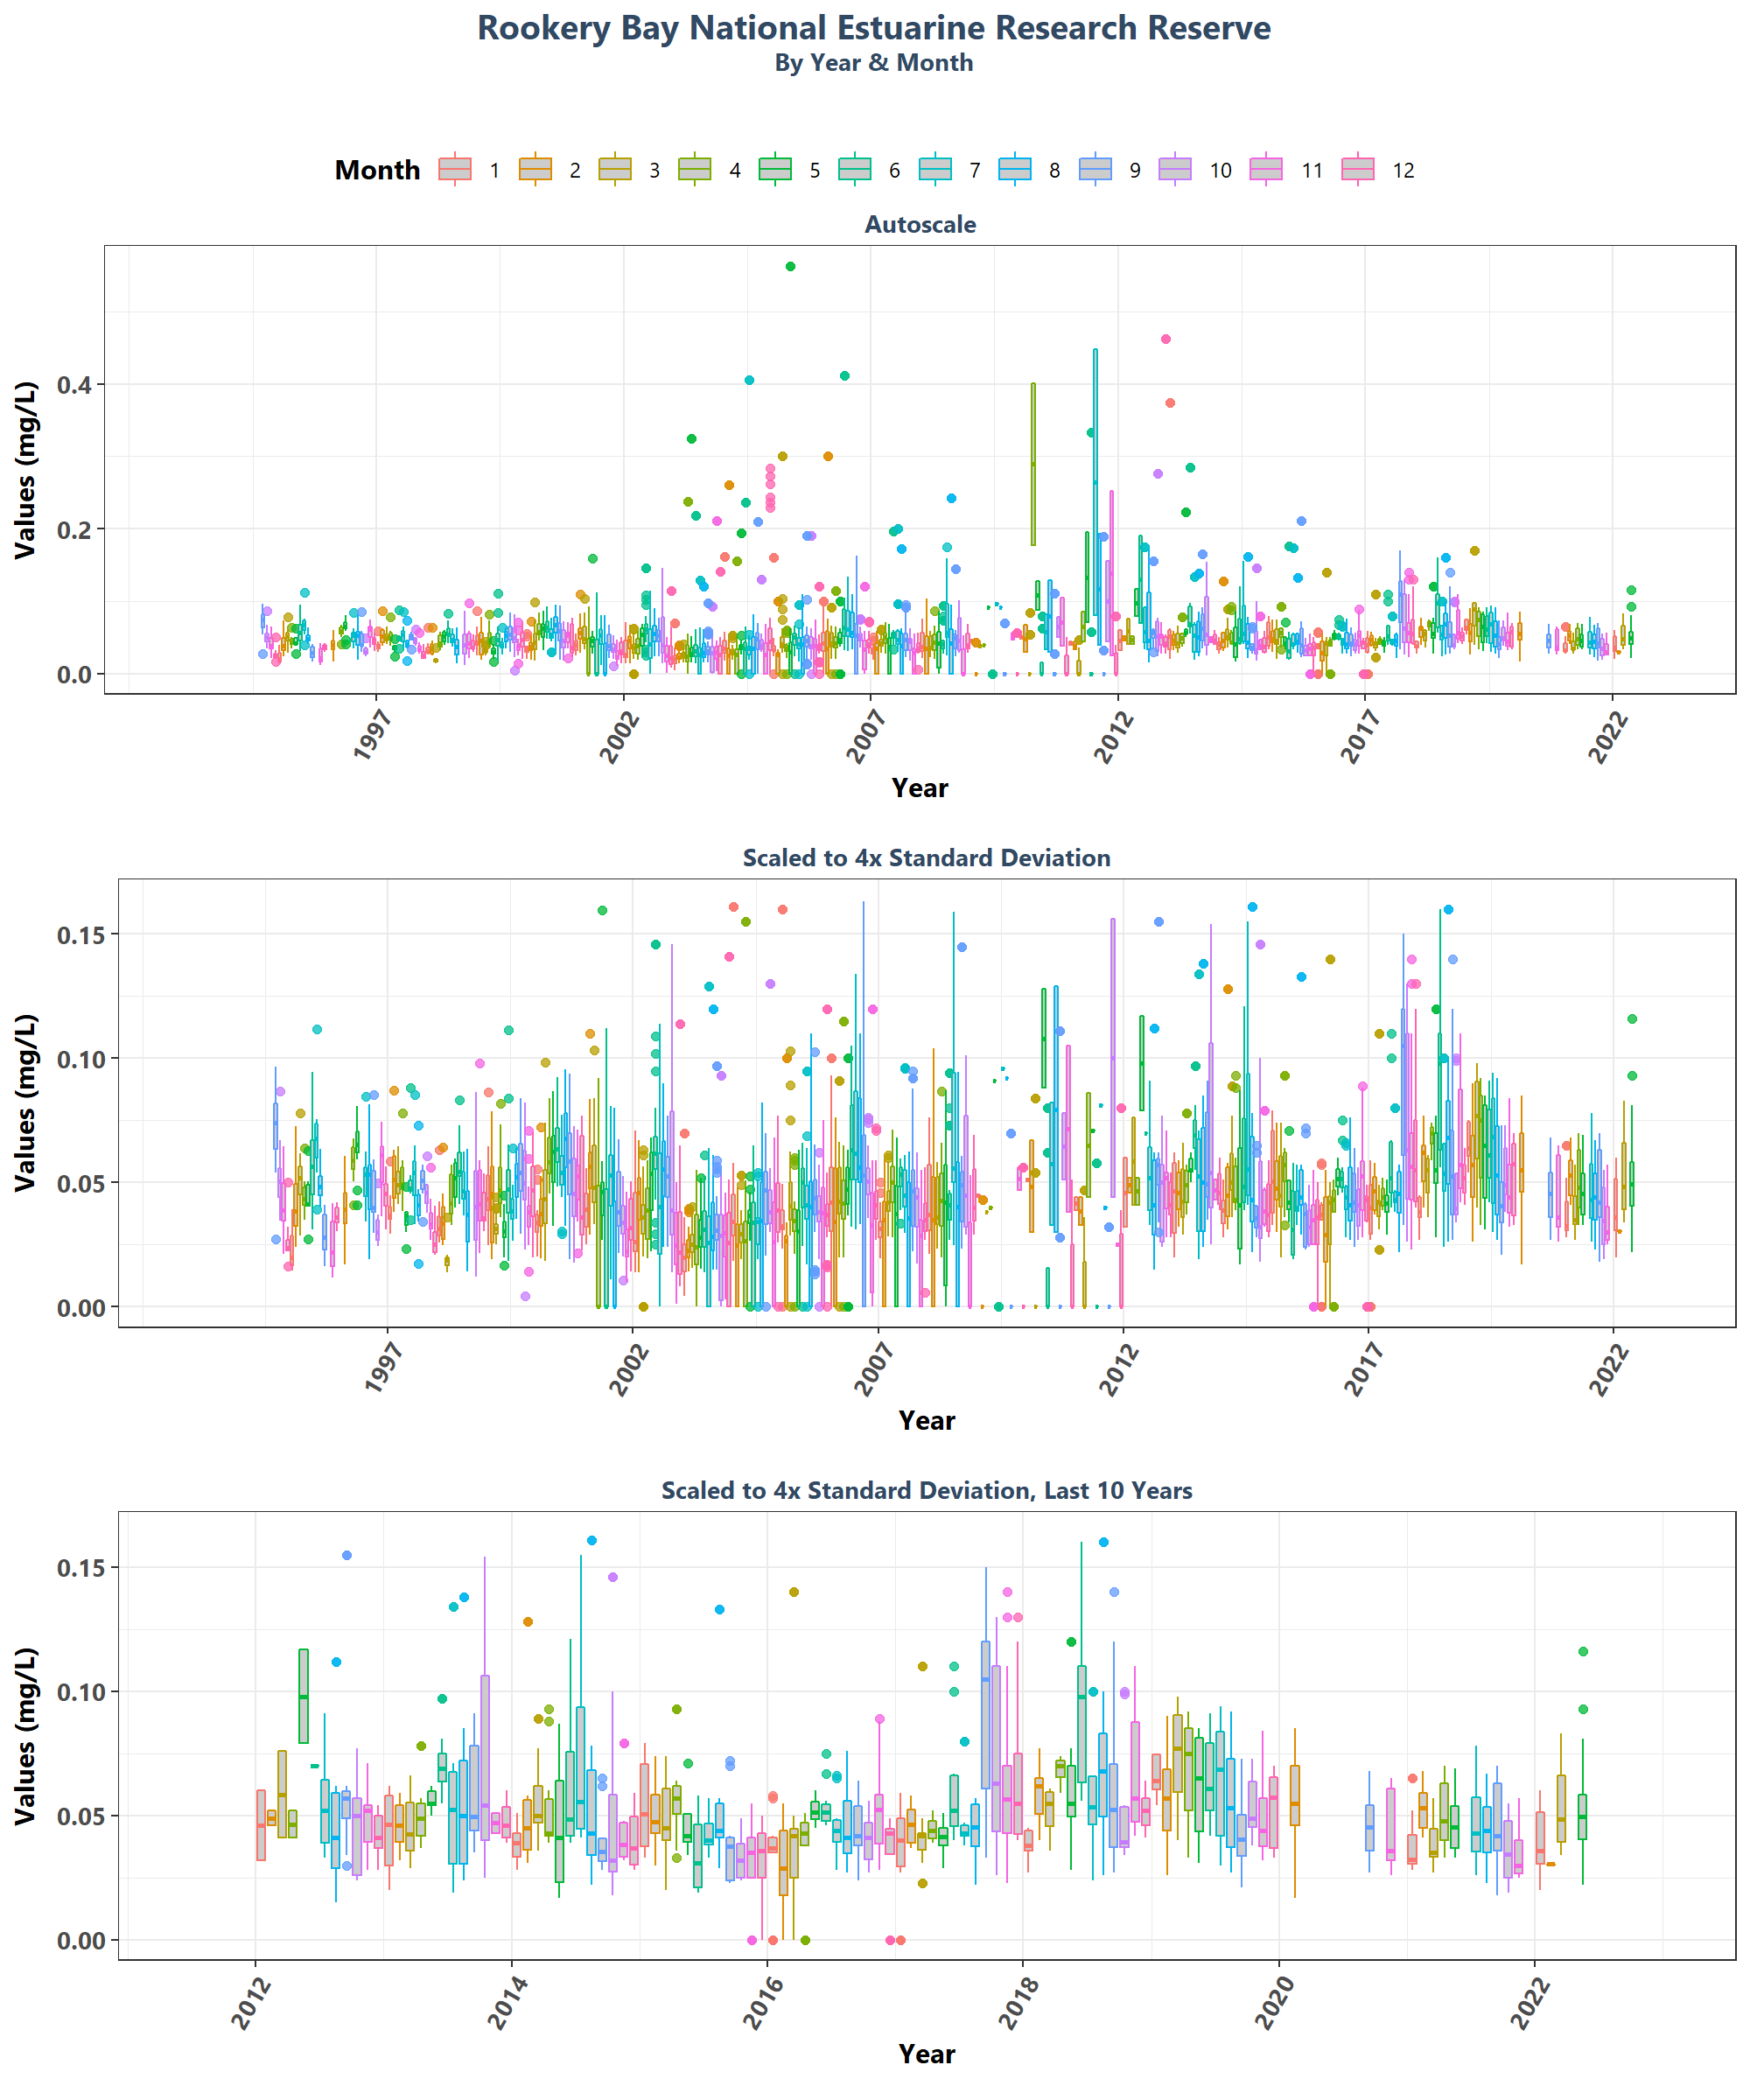 Rookery Bay National Estuarine Research Reserve
By Year & Month
Month 1 2 3 4 5 6 7 8 9 10 11 12
Autoscale
Values (mg/L)
0.4
0.2
0.0
1997 2002 2007 2012 2017 2022
Year
Scaled to 4x Standard Deviation
Values (mg/L)
0.15
0.10
0.05
0.00
1997 2002 2007 2012 2017 2022
Year
Scaled to 4x Standard Deviation, Last 10 Years
Values (mg/L)
0.15
0.10
0.05
0.00
2012 2014 2016 2018 2020 2022
Year